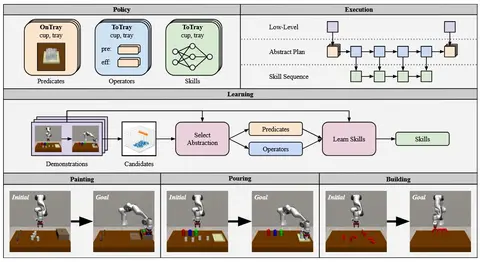 Policy
Execution
OnTray
cup, tray
Predicates
ToTray
cup, tray
pre:
eff:
Operators
ToTray
cup, tray
Skills
Low-Level
Abstract Plan
Skill Sequence
Learning
Demonstrations
Candidates
Select
Abstraction
Predicates
Operators
Learn Skills
Skills
Painting
Pouring
Building
Initial
Goal
Initial
Goal
Initial
Goal